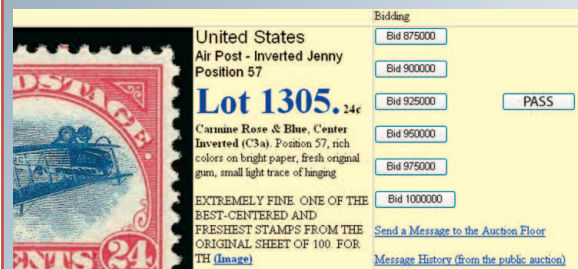 Bidding
United States
Air Post - Inverted Jenny
Position 57
Lot 1305. 24c
Carmine Rose & Blue, Center
Inverted (C3a). Position 57, rich
colors on bright paper, fresh original
gum, small light trace of hinging
EXTREMELY FINE. ONE OF THE
BEST-CENTERED AND
FRESHEST STAMPS FROM THE
ORIGINAL SHEET OF 100. FOR
TH (Image)
Bid 875000
Bid 900000
Bid 925000
PASS
Bid 950000
Bid 975000
Bid 1000000
Send a Message to the Auction Floor
Message History (from the public auction)
STAGE
ENTS 24